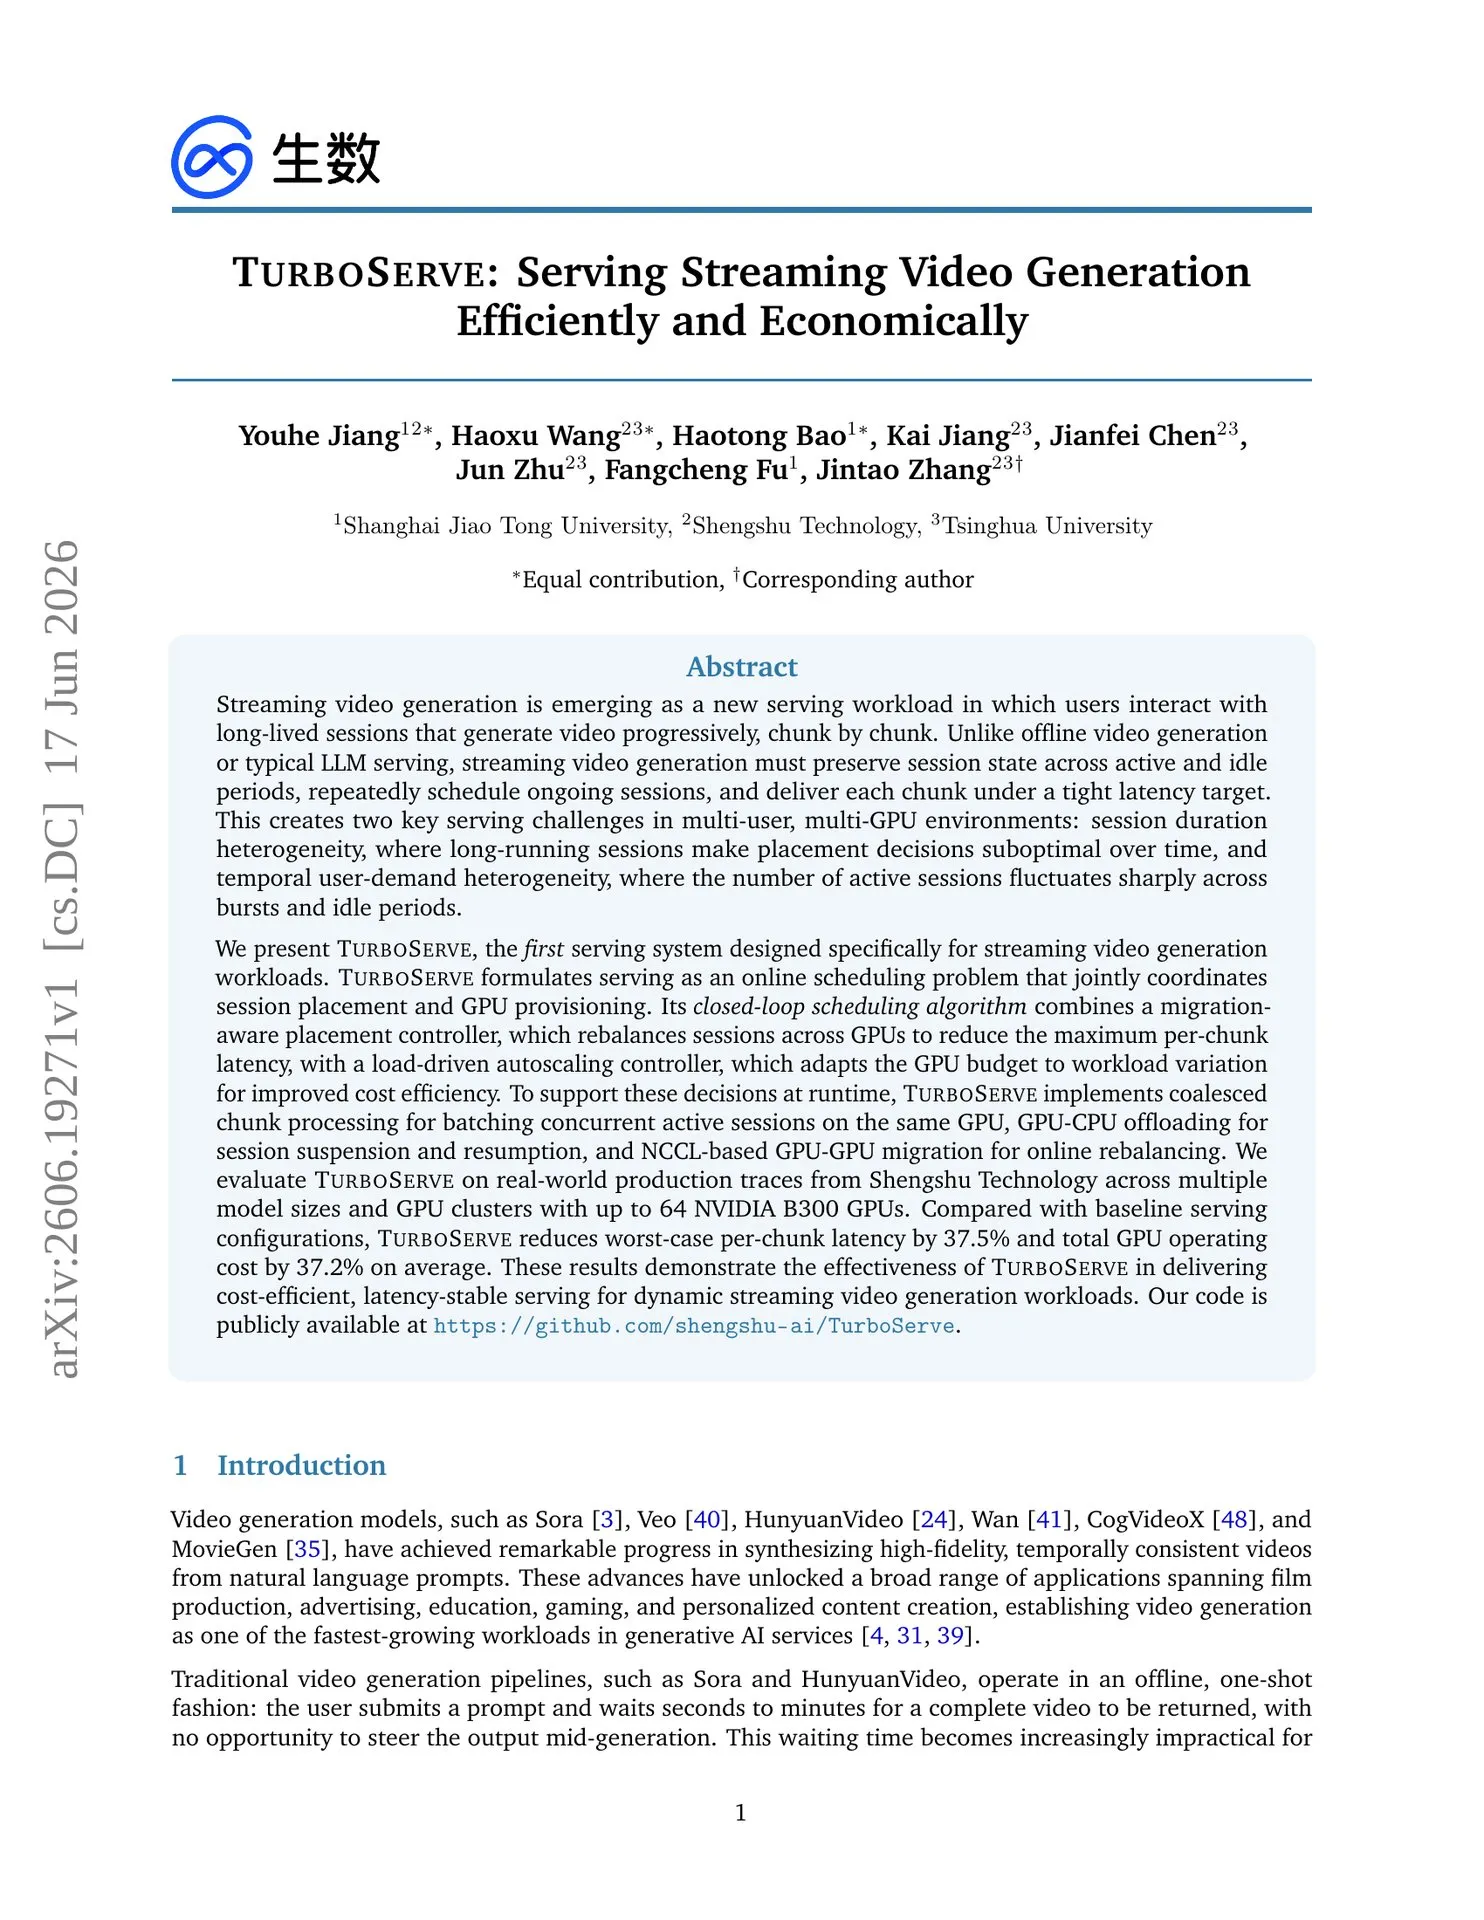 生数
TURBOSERVE: Serving Streaming Video Generation
Efficiently and Economically
Youhe Jiang¹²*, Haoxu Wang²³*, Haotong Bao¹*, Kai Jiang²³, Jianfei Chen²³,
Jun Zhu²³, Fangcheng Fu¹, Jintao Zhang²³†
¹Shanghai Jiao Tong University, ²Shengshu Technology, ³Tsinghua University
*Equal contribution, †Corresponding author
arXiv:2606.19271v1 [cs.DC] 17 Jun 2026
Abstract
Streaming video generation is emerging as a new serving workload in which users interact with
long-lived sessions that generate video progressively, chunk by chunk. Unlike offline video generation
or typical LLM serving, streaming video generation must preserve session state across active and idle
periods, repeatedly schedule ongoing sessions, and deliver each chunk under a tight latency target.
This creates two key serving challenges in multi-user, multi-GPU environments: session duration
heterogeneity, where long-running sessions make placement decisions suboptimal over time, and
temporal user-demand heterogeneity, where the number of active sessions fluctuates sharply across
bursts and idle periods.
We present TURBOSERVE, the first serving system designed specifically for streaming video generation
workloads. TURBOSERVE formulates serving as an online scheduling problem that jointly coordinates
session placement and GPU provisioning. Its closed-loop scheduling algorithm combines a migration-
aware placement controller, which rebalances sessions across GPUs to reduce the maximum per-chunk
latency, with a load-driven autoscaling controller, which adapts the GPU budget to workload variation
for improved cost efficiency. To support these decisions at runtime, TURBOSERVE implements coalesced
chunk processing for batching concurrent active sessions on the same GPU, GPU-CPU offloading for
session suspension and resumption, and NCCL-based GPU-GPU migration for online rebalancing. We
evaluate TURBOSERVE on real-world production traces from Shengshu Technology across multiple
model sizes and GPU clusters with up to 64 NVIDIA B300 GPUs. Compared with baseline serving
configurations, TURBOSERVE reduces worst-case per-chunk latency by 37.5% and total GPU operating
cost by 37.2% on average. These results demonstrate the effectiveness of TURBOSERVE in delivering
cost-efficient, latency-stable serving for dynamic streaming video generation workloads. Our code is
publicly available at https://github.com/shengshu-ai/TurboServe.
1 Introduction
Video generation models, such as Sora [3], Veo [40], HunyuanVideo [24], Wan [41], CogVideoX [48], and
MovieGen [35], have achieved remarkable progress in synthesizing high-fidelity, temporally consistent videos
from natural language prompts. These advances have unlocked a broad range of applications spanning film
production, advertising, education, gaming, and personalized content creation, establishing video generation
as one of the fastest-growing workloads in generative AI services [4, 31, 39].
Traditional video generation pipelines, such as Sora and HunyuanVideo, operate in an offline, one-shot
fashion: the user submits a prompt and waits seconds to minutes for a complete video to be returned, with
no opportunity to steer the output mid-generation. This waiting time becomes increasingly impractical for
1